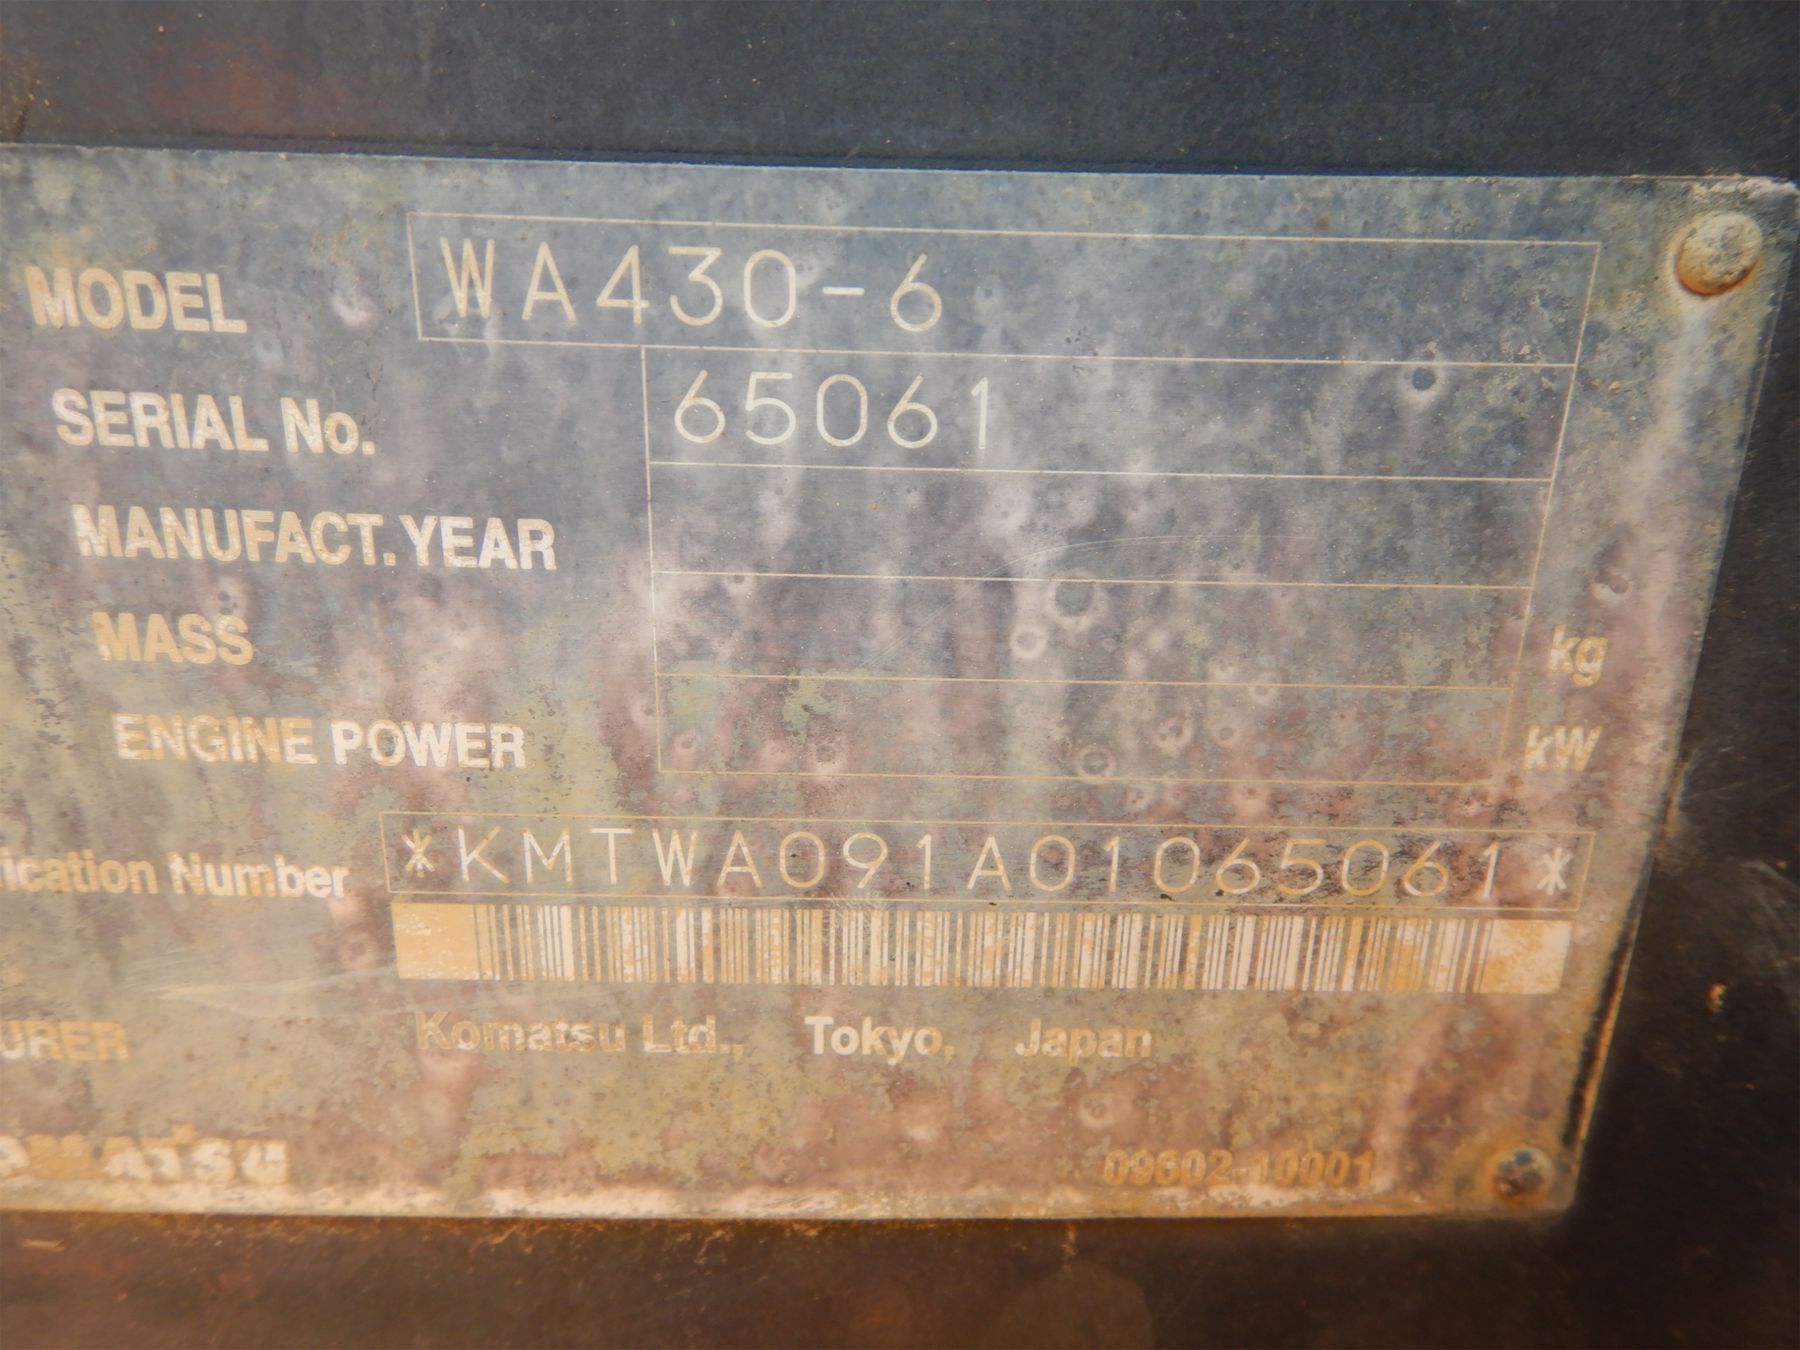 MODEL WA430-6
SERIAL No. 65061
MANUFACT. YEAR
MASS kg
ENGINE POWER kW
ication Number *KMTWA091A01065061*
URER Komatsu Ltd., Tokyo, Japan
OMATSU 09602-10001